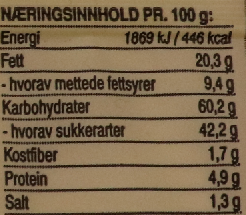 NÆRINGSINNHOLD PR. 100 g:
Energi 1869 kJ / 446 kcal
Fett 20,3 g
- hvorav mettede fettsyrer 9,4 g
Karbohydrater 60,2 g
- hvorav sukkerarter 42,2 g
Kostfiber 1,7 g
Protein 4,9 g
Salt 1,3 g